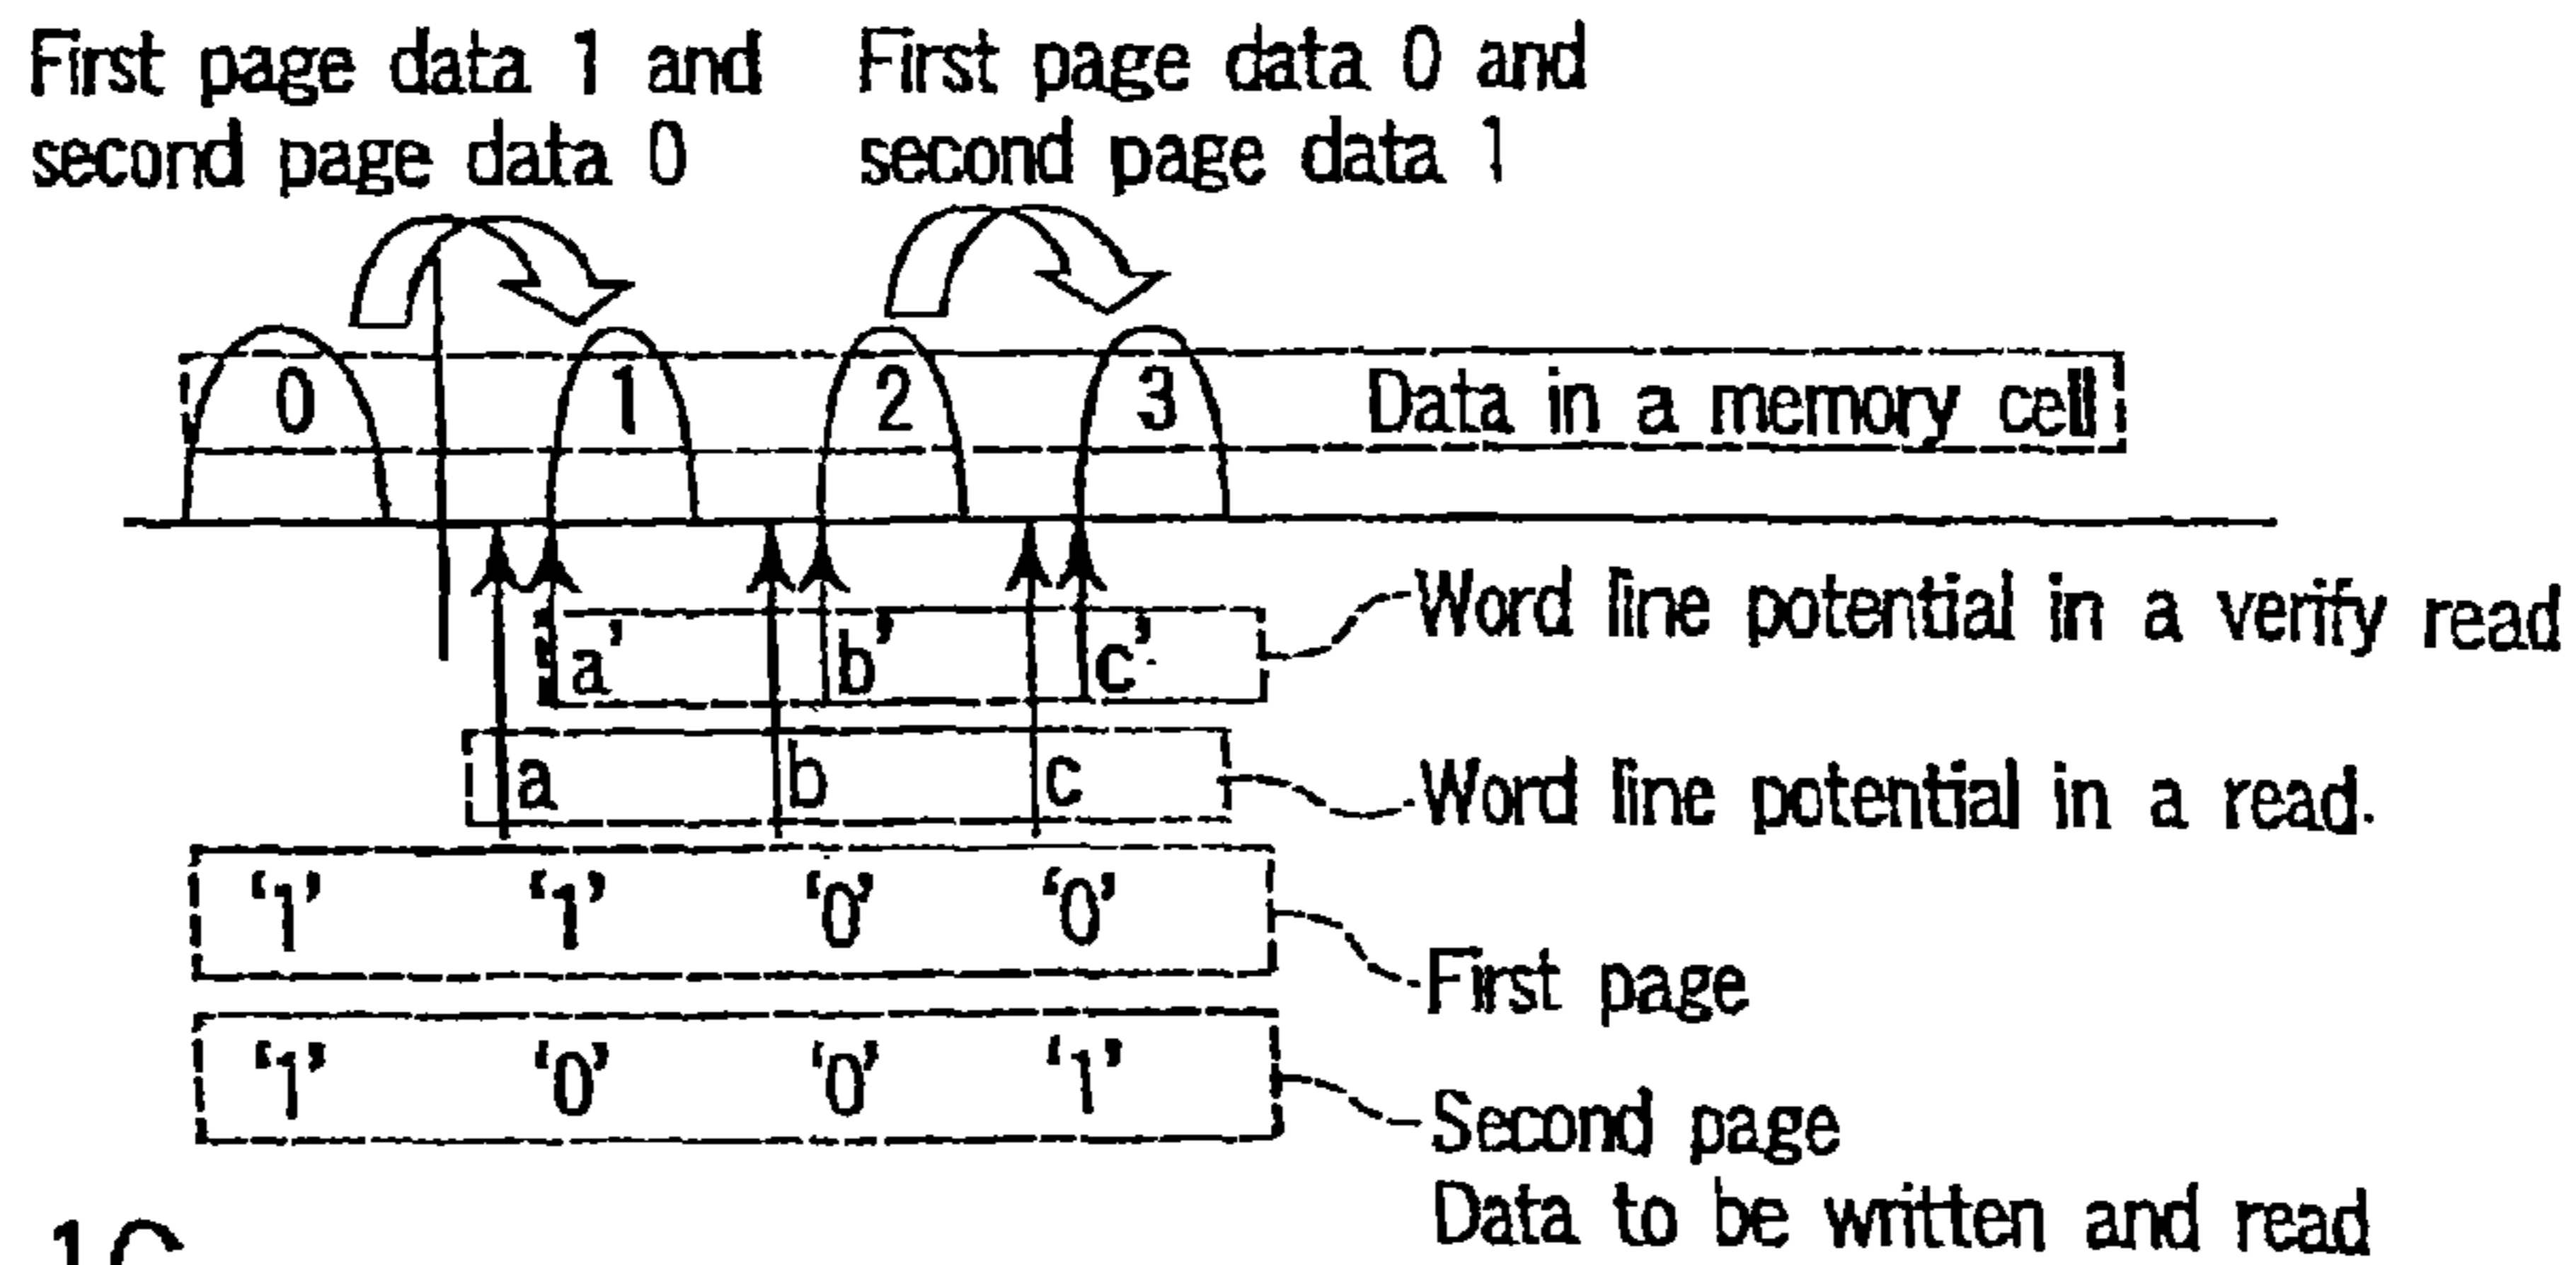 First page data 1 and
second page data 0
First page data 0 and
second page data 1
0 1 2 3 Data in a memory cell
a' b' c' Word line potential in a verify read
a b c Word line potential in a read.
'1' '1' '0' '0'
First page
'1' '0' '0' '1'
Second page
Data to be written and read